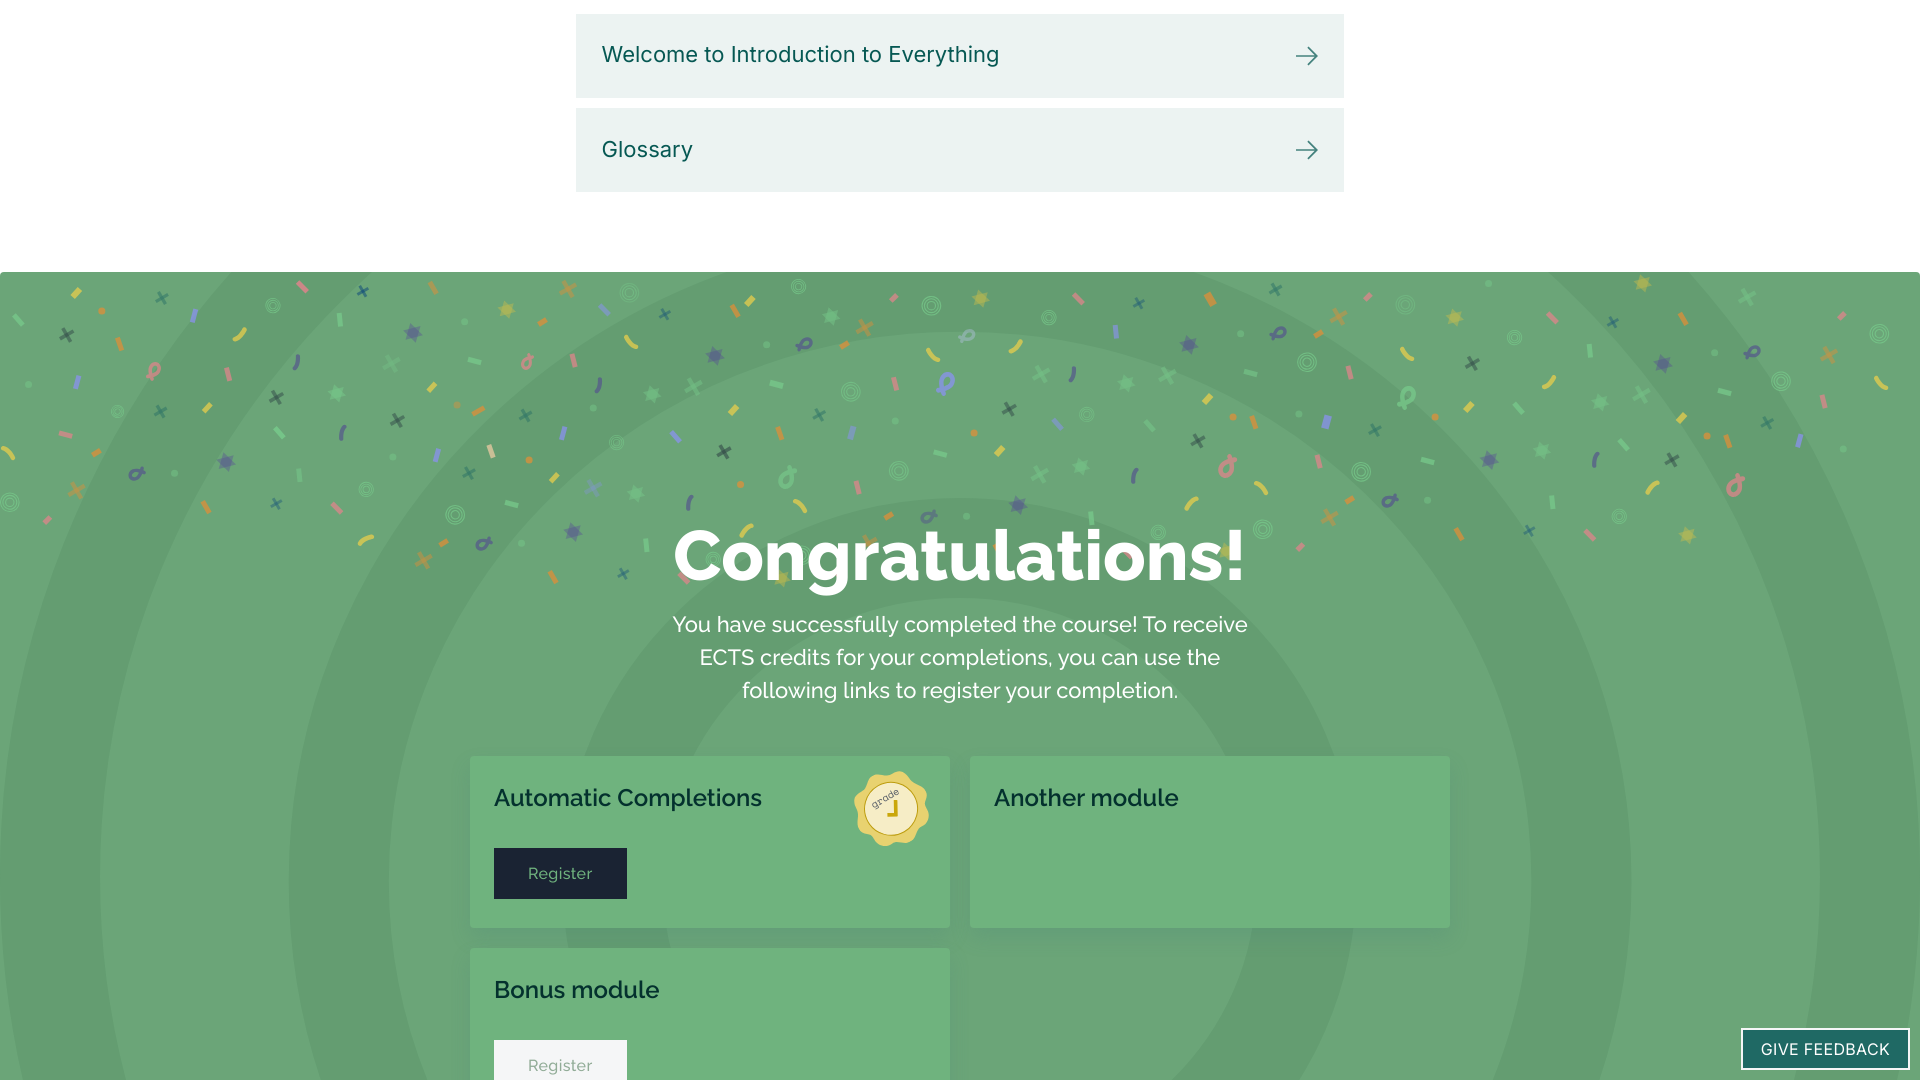 Welcome to Introduction to Everything
Glossary
Congratulations!
You have successfully completed the course! To receive
ECTS credits for your completions, you can use the
following links to register your completion.
Automatic Completions
grade
Register
Another module
Bonus module
Register
GIVE FEEDBACK